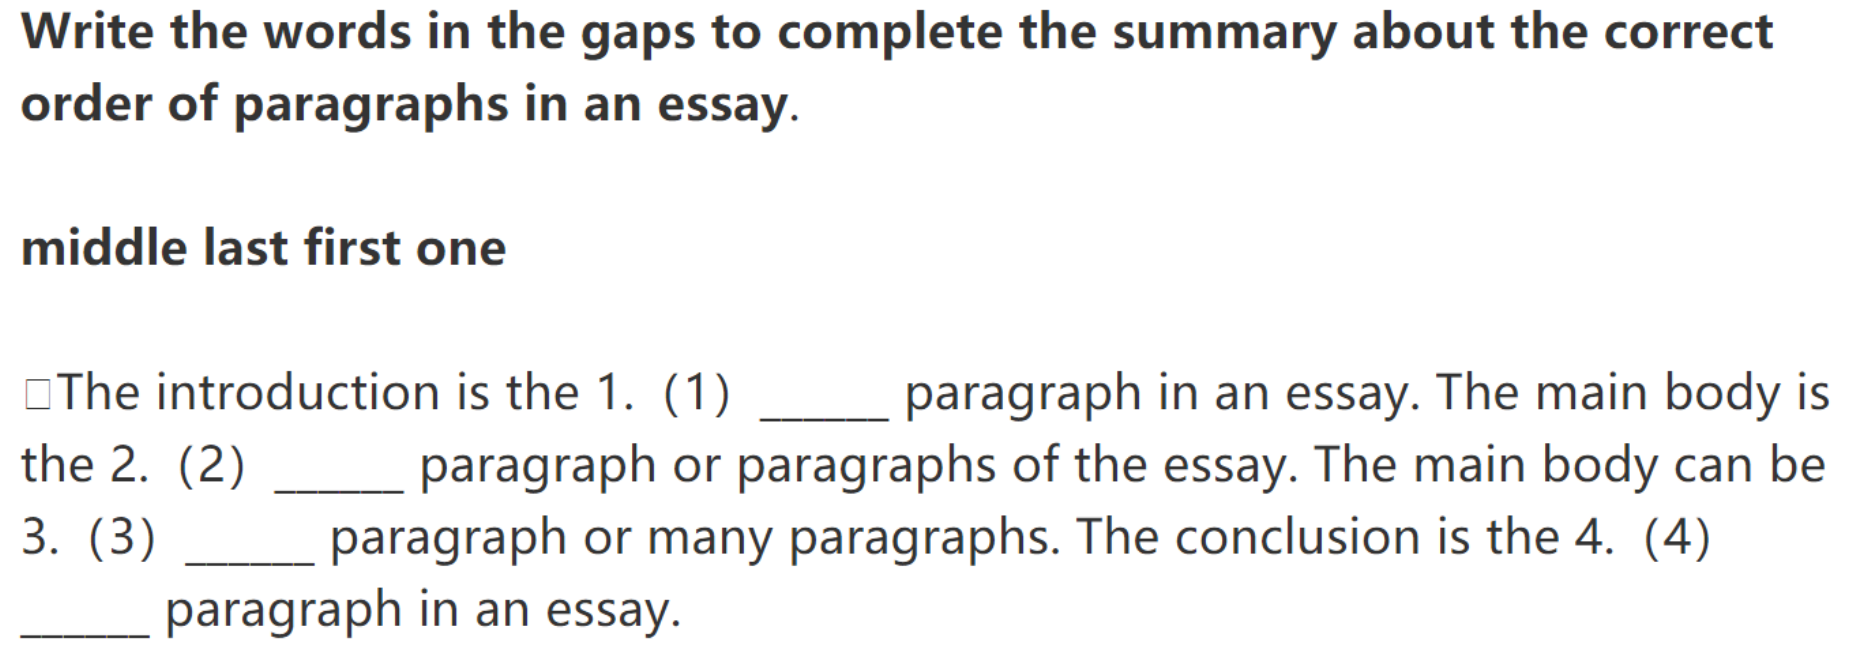 Write the words in the gaps to complete the summary about the correct
order of paragraphs in an essay.
middle last first one
□The introduction is the 1. (1) ______ paragraph in an essay. The main body is
the 2. (2) ______ paragraph or paragraphs of the essay. The main body can be
3. (3) ______ paragraph or many paragraphs. The conclusion is the 4. (4)
______ paragraph in an essay.